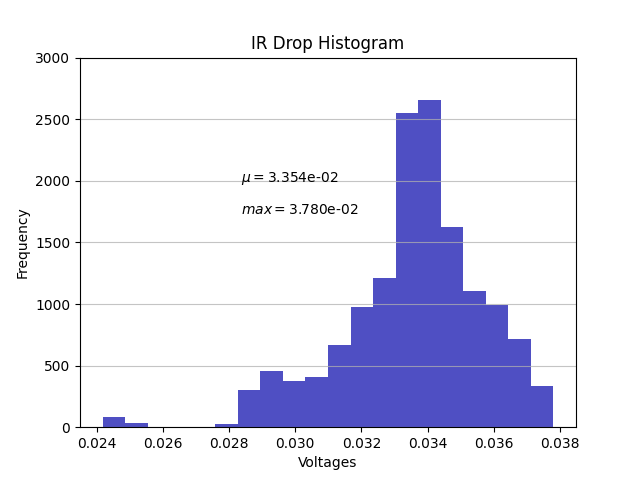 IR Drop Histogram
3000
2500
2000
1500
1000
500
0
Frequency
μ = 3.354e-02
max = 3.780e-02
0.024 0.026 0.028 0.030 0.032 0.034 0.036 0.038
Voltages